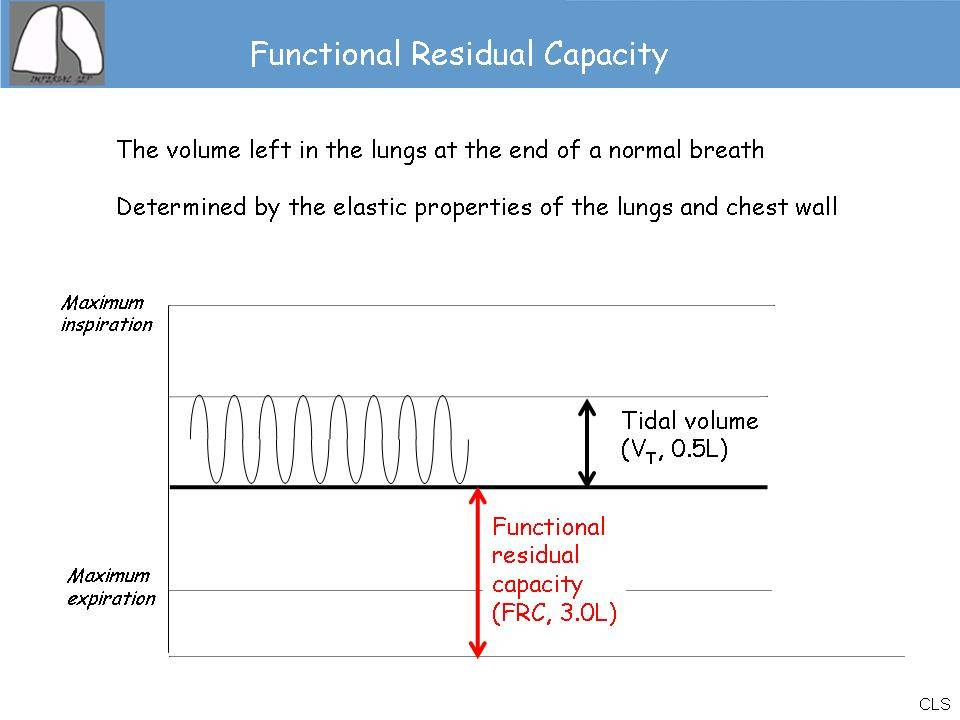 IMPERIAL SEF
Functional Residual Capacity
The volume left in the lungs at the end of a normal breath
Determined by the elastic properties of the lungs and chest wall
Maximum
inspiration
Tidal volume
(VT, 0.5L)
Functional
residual
capacity
(FRC, 3.0L)
Maximum
expiration
CLS